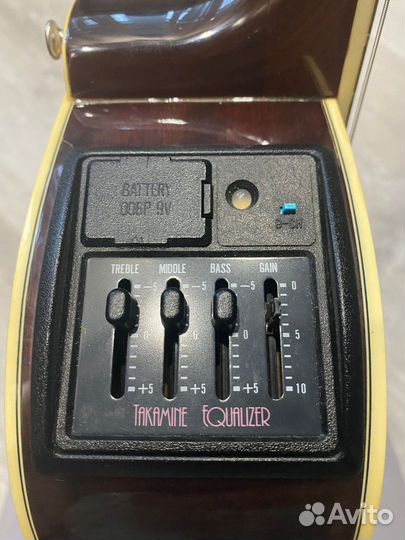 BATTERY
006P 9V
TREBLE MIDDLE BASS GAIN
-5 -5 -5 0
0 0 0 5
+5 +5 +5 10
TAKAMINE EQUALIZER
Avito